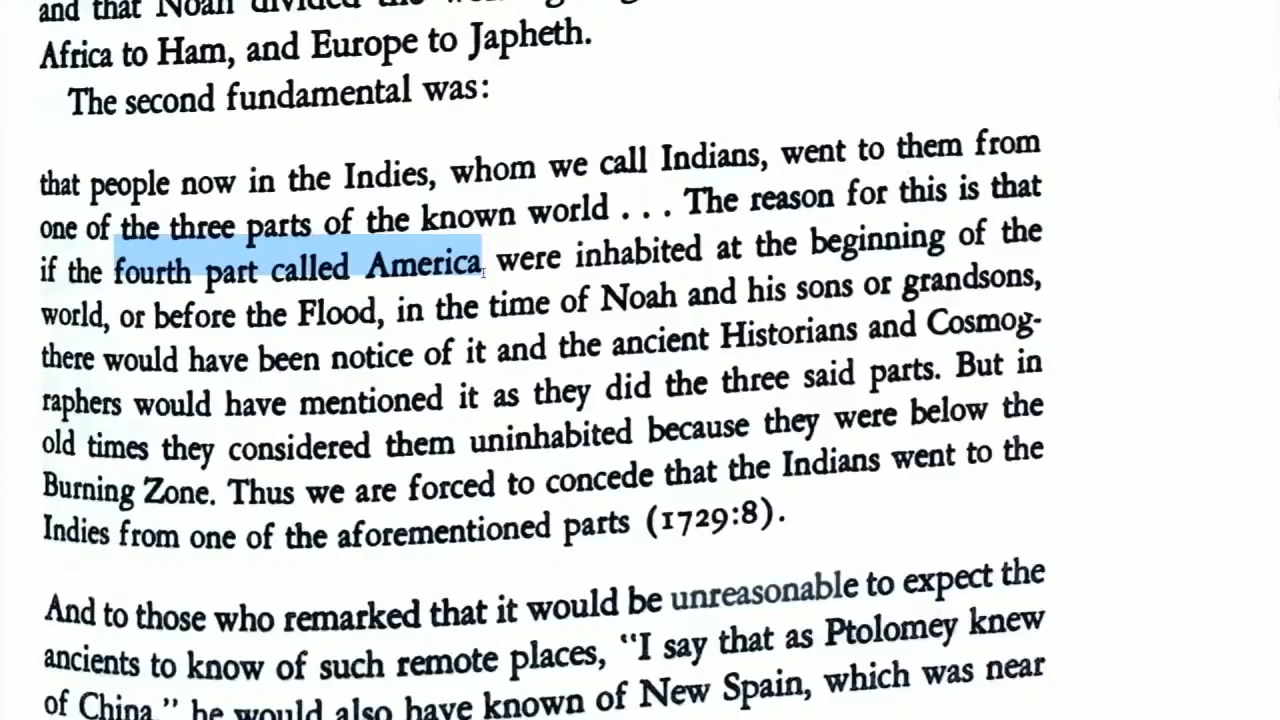 and that Noah divided the
Africa to Ham, and Europe to Japheth.
The second fundamental was:
that people now in the Indies, whom we call Indians, went to them from
one of the three parts of the known world . . . The reason for this is that
if the fourth part called America, were inhabited at the beginning of the
world, or before the Flood, in the time of Noah and his sons or grandsons,
there would have been notice of it and the ancient Historians and Cosmog-
raphers would have mentioned it as they did the three said parts. But in
old times they considered them uninhabited because they were below the
Burning Zone. Thus we are forced to concede that the Indians went to the
Indies from one of the aforementioned parts (1729:8).
And to those who remarked that it would be unreasonable to expect the
ancients to know of such remote places, "I say that as Ptolomey knew
of China," he would also have known of New Spain, which was near